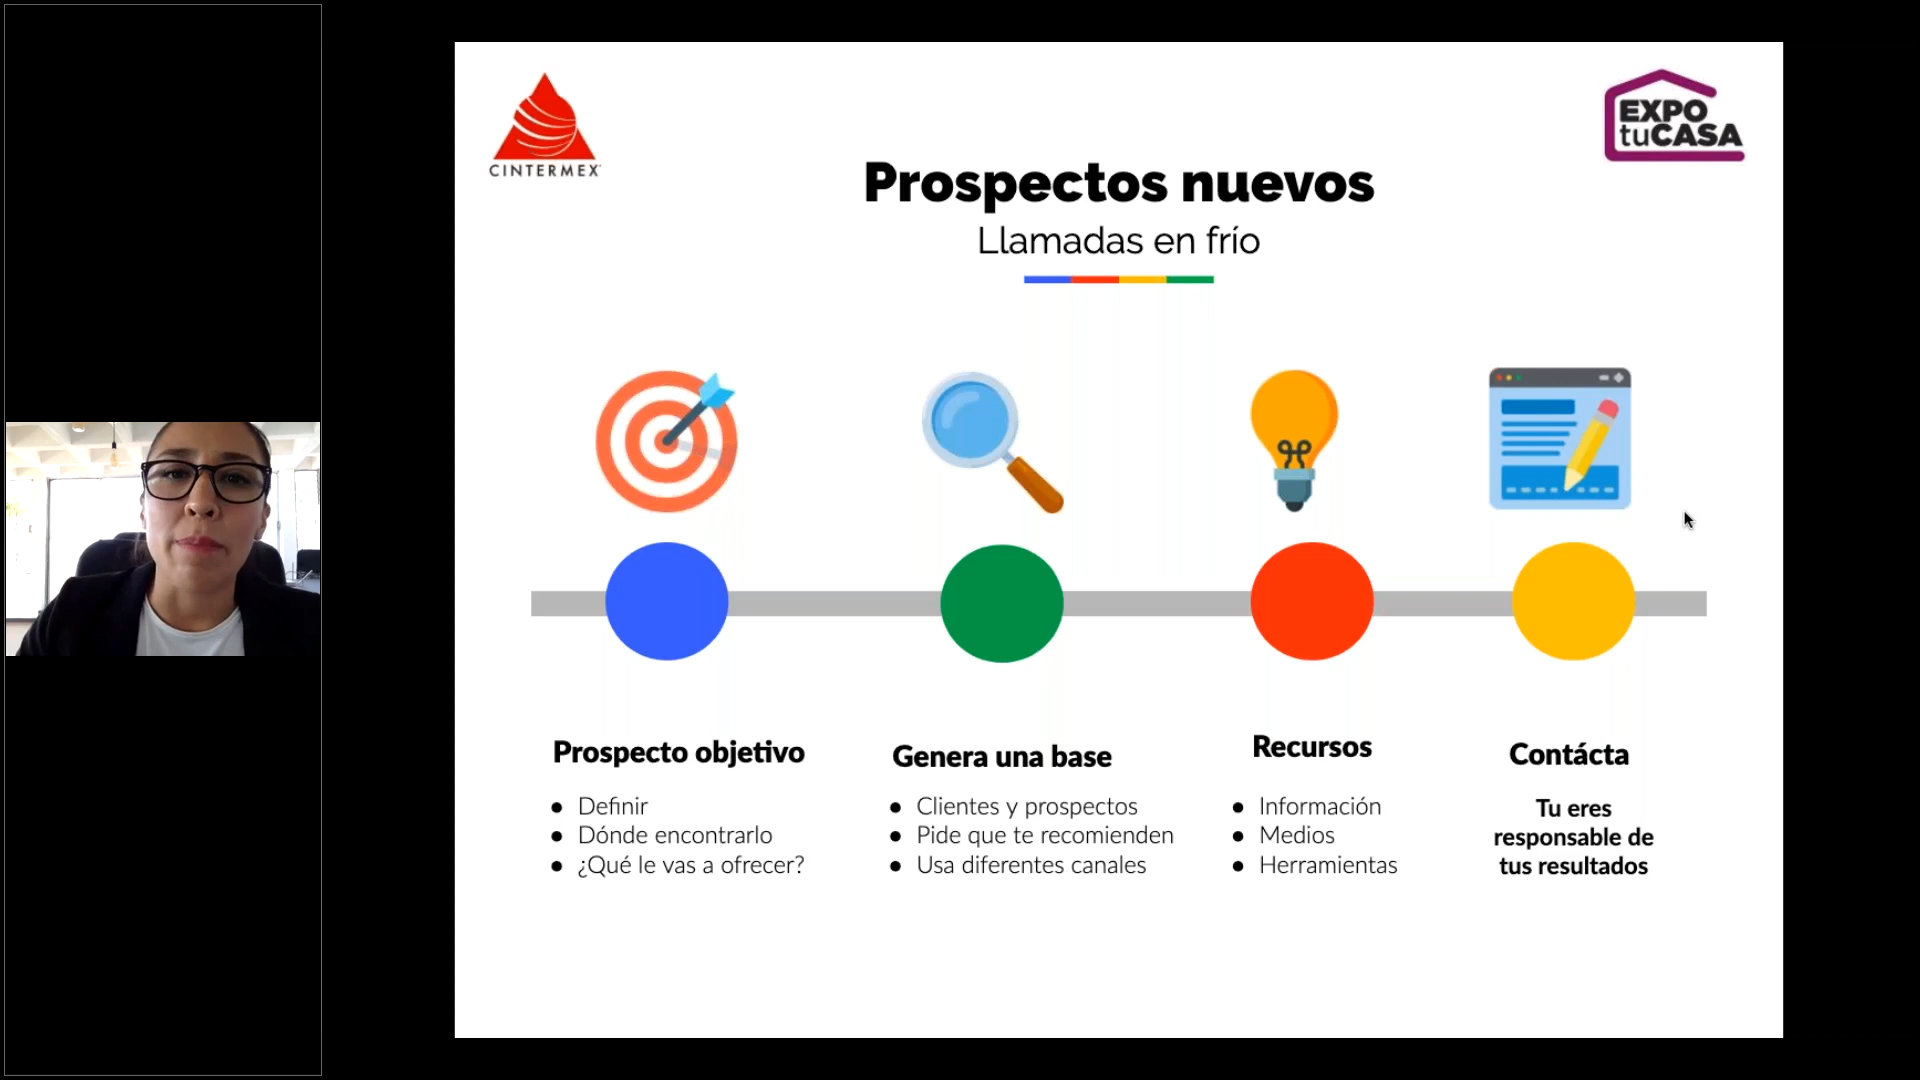 CINTERMEX
EXPO
tuCASA
Prospectos nuevos
Llamadas en frío
Prospecto objetivo
● Definir
● Dónde encontrarlo
● ¿Qué le vas a ofrecer?
Genera una base
● Clientes y prospectos
● Pide que te recomienden
● Usa diferentes canales
Recursos
● Información
● Medios
● Herramientas
Contácta
Tu eres
responsable de
tus resultados